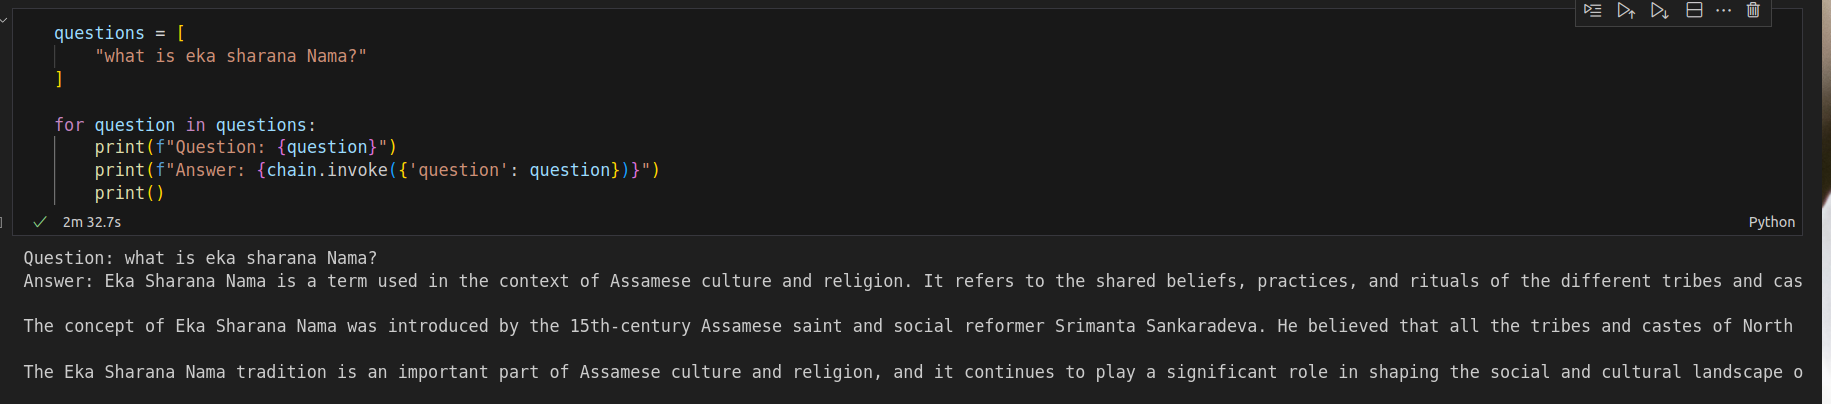 questions = [
    "what is eka sharana Nama?"
]
for question in questions:
    print(f"Question: {question}")
    print(f"Answer: {chain.invoke({'question': question})}")
    print()
2m 32.7s
Python
Question: what is eka sharana Nama?
Answer: Eka Sharana Nama is a term used in the context of Assamese culture and religion. It refers to the shared beliefs, practices, and rituals of the different tribes and cas
The concept of Eka Sharana Nama was introduced by the 15th-century Assamese saint and social reformer Srimanta Sankaradeva. He believed that all the tribes and castes of North
The Eka Sharana Nama tradition is an important part of Assamese culture and religion, and it continues to play a significant role in shaping the social and cultural landscape o